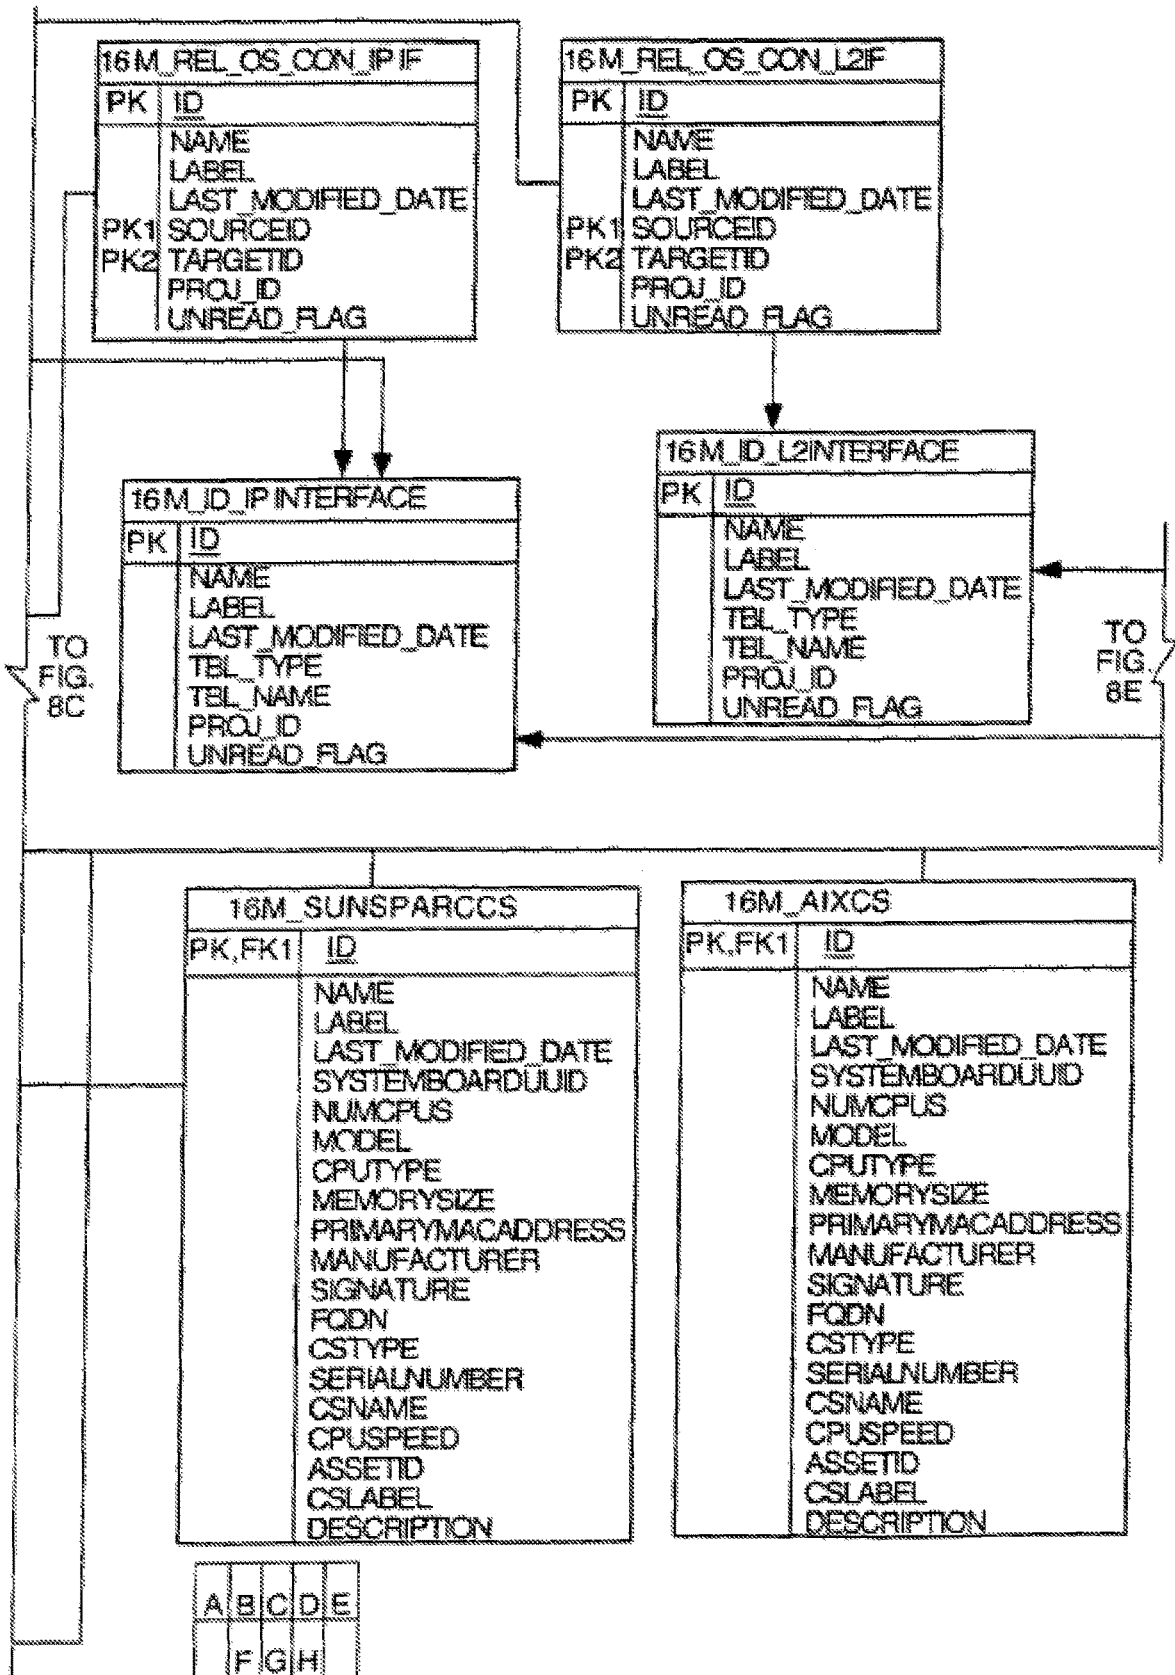 16M_REL_OS_CON_IPIF
PK ID
NAME
LABEL
LAST_MODIFIED_DATE
PK1 SOURCEID
PK2 TARGETID
PROJ_ID
UNREAD_FLAG
16M_REL_OS_CON_L2IF
PK ID
NAME
LABEL
LAST_MODIFIED_DATE
PK1 SOURCEID
PK2 TARGETID
PROJ_ID
UNREAD_FLAG
16M_ID_IPINTERFACE
PK ID
NAME
LABEL
LAST_MODIFIED_DATE
TBL_TYPE
TBL_NAME
PROJ_ID
UNREAD_FLAG
16M_ID_L2INTERFACE
PK ID
NAME
LABEL
LAST_MODIFIED_DATE
TBL_TYPE
TBL_NAME
PROJ_ID
UNREAD_FLAG
TO
FIG.
8C
TO
FIG.
8E
16M_SUNSPARCCS
PK,FK1 ID
NAME
LABEL
LAST_MODIFIED_DATE
SYSTEMBOARDUUID
NUMCPUS
MODEL
CPUTYPE
MEMORYSIZE
PRIMARYMACADDRESS
MANUFACTURER
SIGNATURE
FQDN
CSTYPE
SERIALNUMBER
CSNAME
CPUSPEED
ASSETID
CSLABEL
DESCRIPTION
16M_AIXCS
PK,FK1 ID
NAME
LABEL
LAST_MODIFIED_DATE
SYSTEMBOARDUUID
NUMCPUS
MODEL
CPUTYPE
MEMORYSIZE
PRIMARYMACADDRESS
MANUFACTURER
SIGNATURE
FQDN
CSTYPE
SERIALNUMBER
CSNAME
CPUSPEED
ASSETID
CSLABEL
DESCRIPTION
A B C D E
F G H